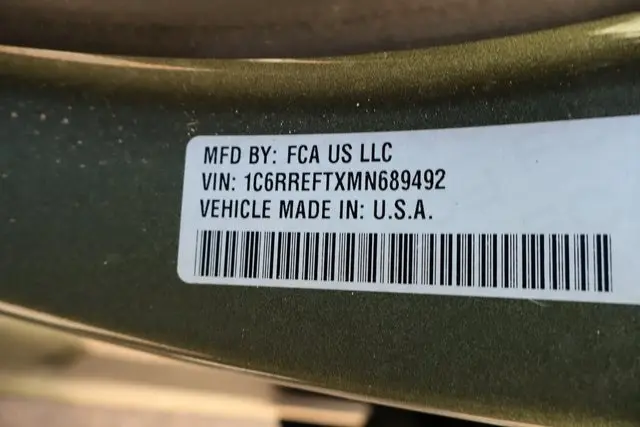 MFD BY: FCA US LLC
VIN: 1C6RREFTXMN689492
VEHICLE MADE IN: U.S.A.